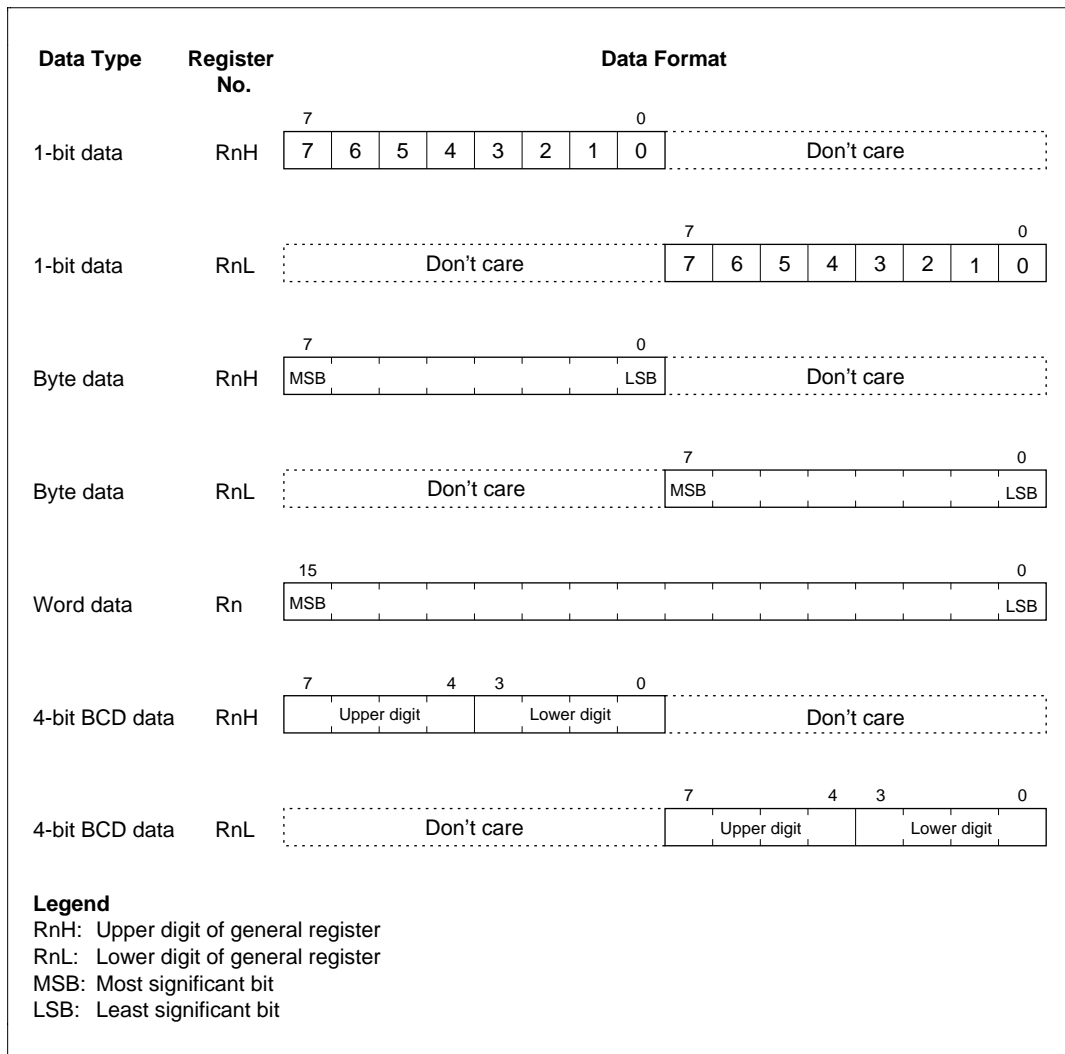 Data Type Register No. Data Format
7 0
1-bit data RnH 7 6 5 4 3 2 1 0 Don't care
7 0
1-bit data RnL Don't care 7 6 5 4 3 2 1 0
7 0
Byte data RnH MSB LSB Don't care
7 0
Byte data RnL Don't care MSB LSB
15 0
Word data Rn MSB LSB
7 4 3 0
4-bit BCD data RnH Upper digit Lower digit Don't care
7 4 3 0
4-bit BCD data RnL Don't care Upper digit Lower digit
Legend
RnH: Upper digit of general register
RnL: Lower digit of general register
MSB: Most significant bit
LSB: Least significant bit